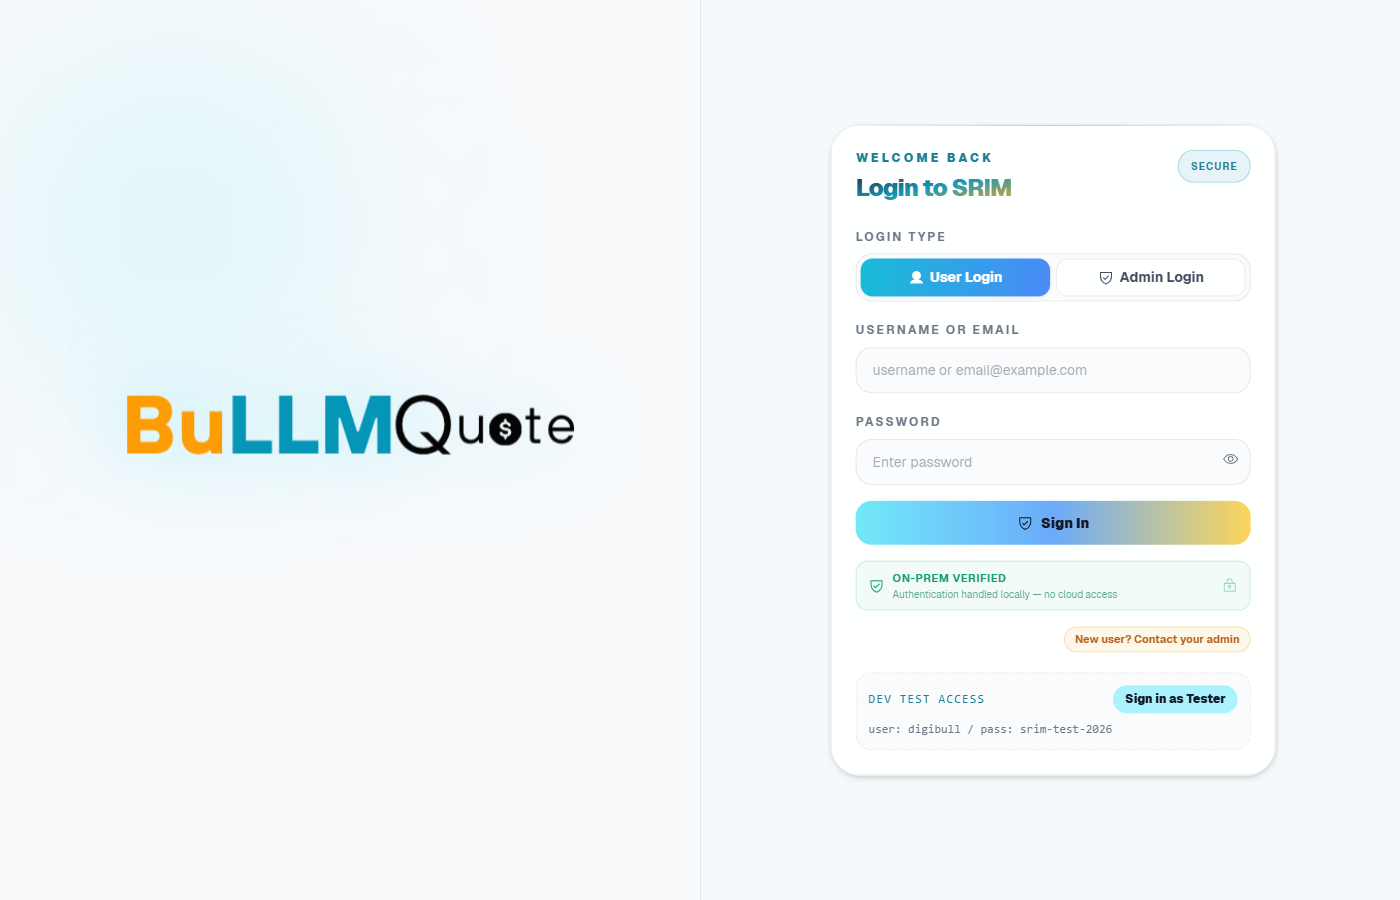 BuLLMQuote
WELCOME BACK
Login to SRIM
SECURE
LOGIN TYPE
User Login
Admin Login
USERNAME OR EMAIL
username or email@example.com
PASSWORD
Enter password
Sign In
ON-PREM VERIFIED
Authentication handled locally — no cloud access
New user? Contact your admin
DEV TEST ACCESS
Sign in as Tester
user: digibull / pass: srim-test-2026